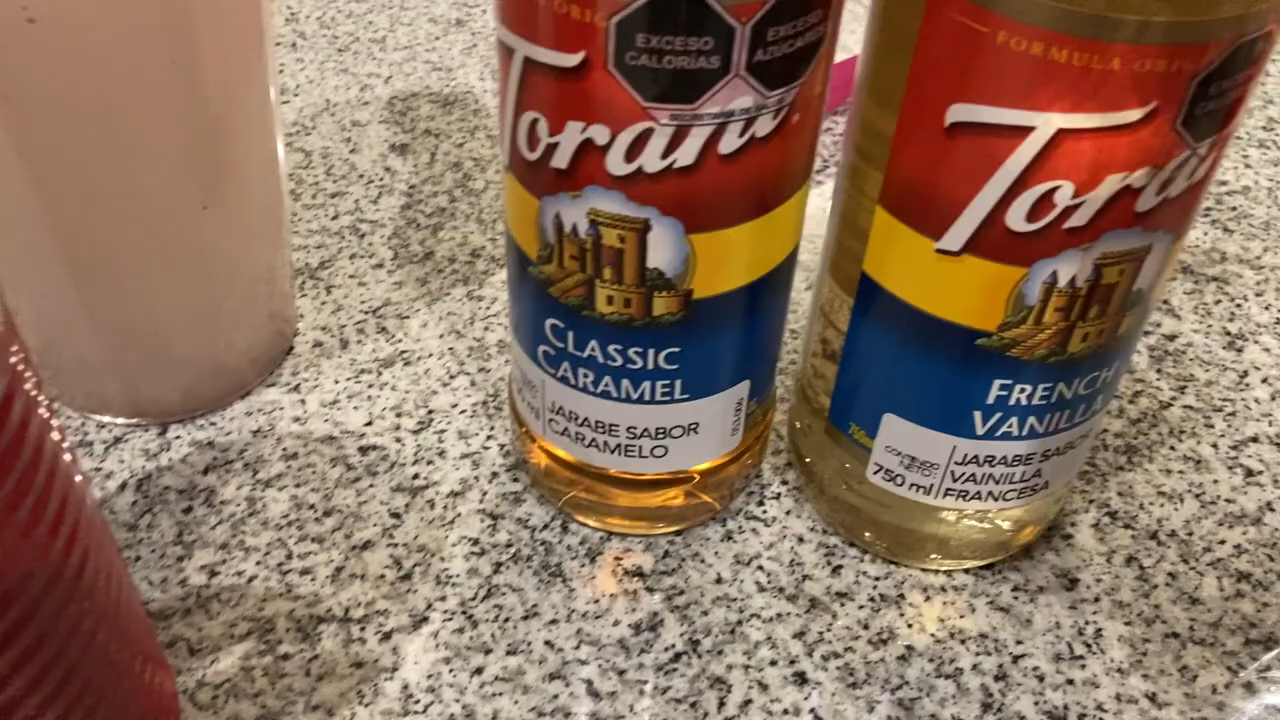 EXCESO
CALORÍAS
EXCESO
AZÚCARES
Torani
CLASSIC
CARAMEL
JARABE SABOR
CARAMELO
FORMULA
Torani
FRENCH
VANILLA
750ml
CONTENIDO
NETO:
750 ml
JARABE SABOR
VAINILLA
FRANCESA